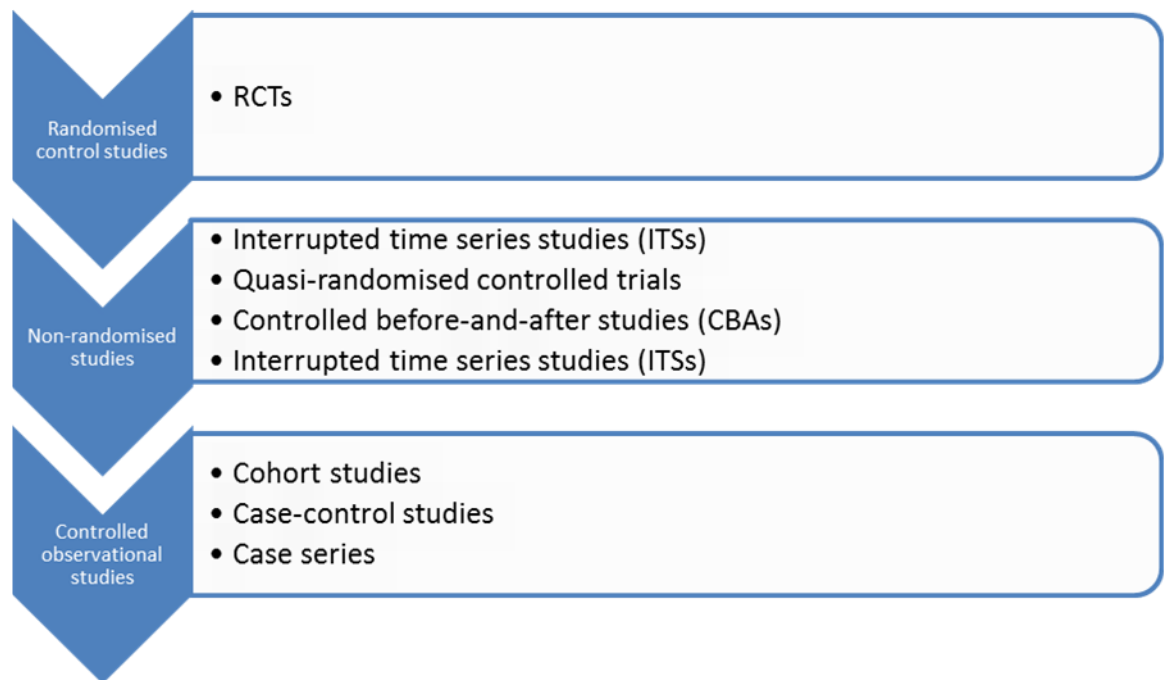 Randomised
control studies
• RCTs
Non-randomised
studies
• Interrupted time series studies (ITSs)
• Quasi-randomised controlled trials
• Controlled before-and-after studies (CBAs)
• Interrupted time series studies (ITSs)
Controlled
observational
studies
• Cohort studies
• Case-control studies
• Case series